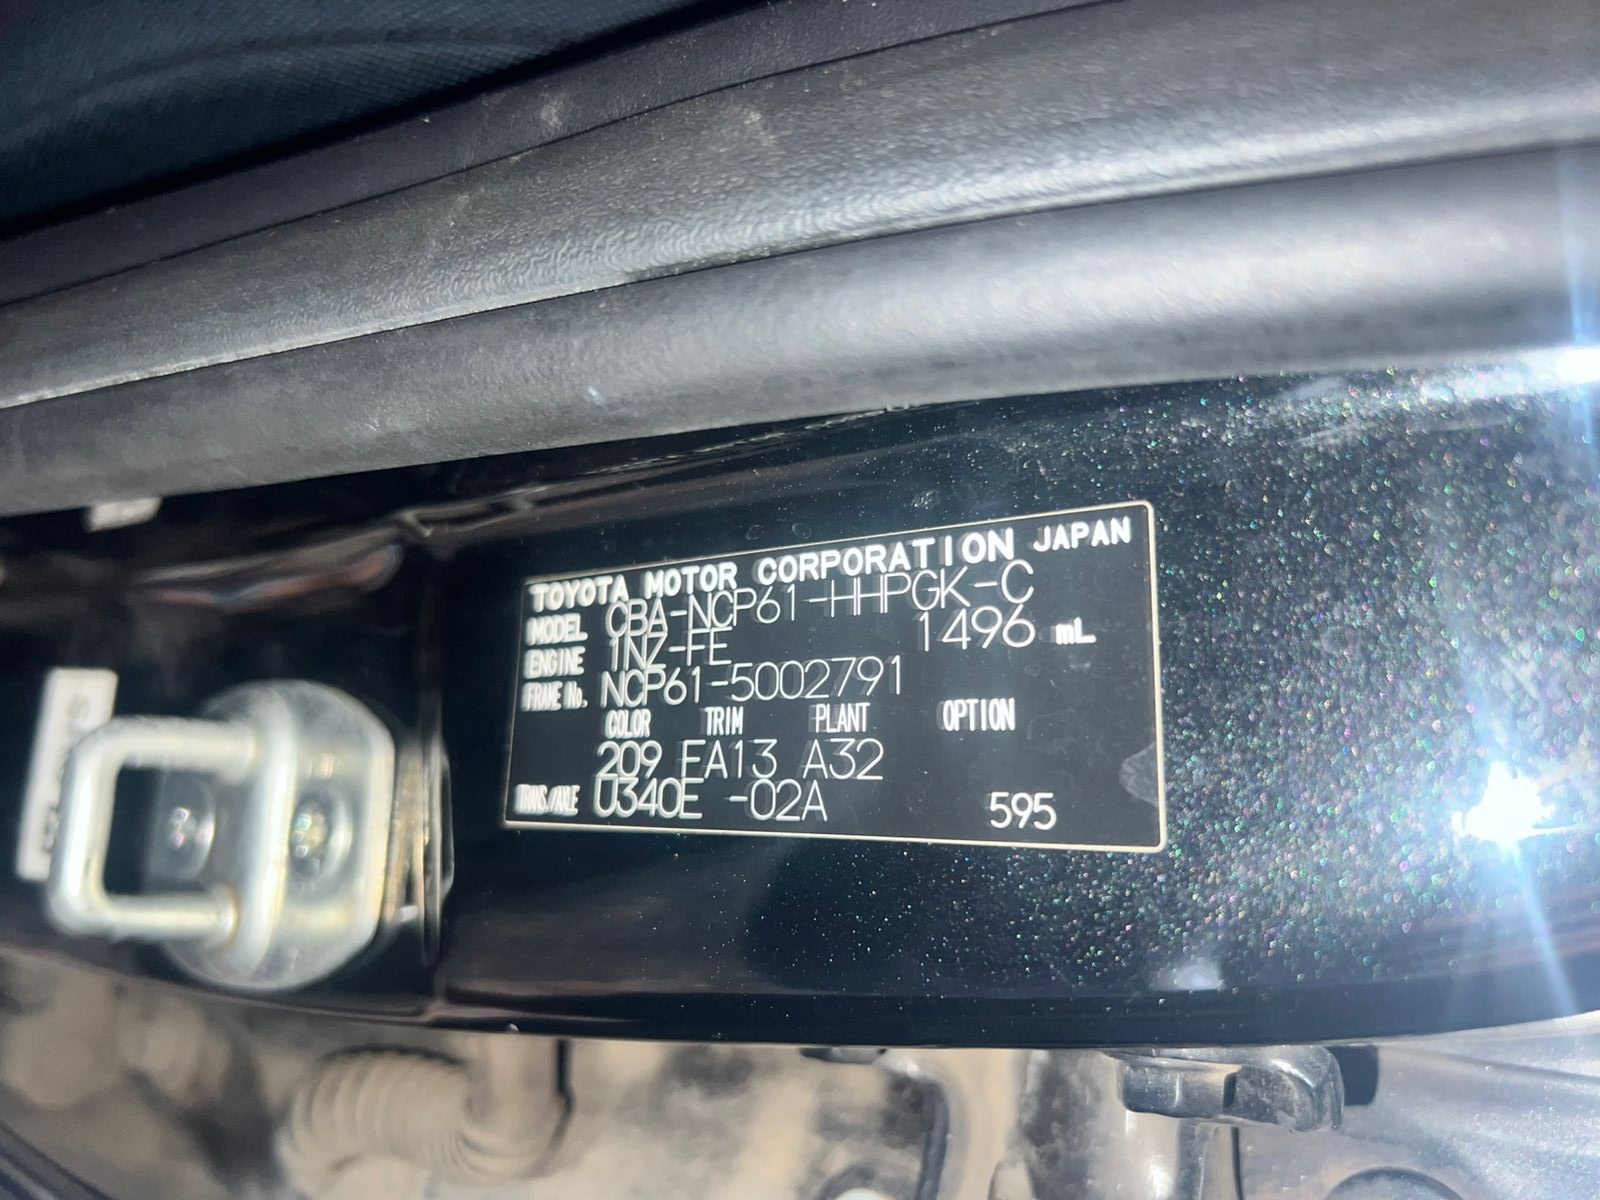 TOYOTA MOTOR CORPORATION JAPAN
MODEL CBA-NCP61-HHPGK-C
ENGINE 1NZ-FE 1496 mL
FRAME No. NCP61-5002791
COLOR TRIM PLANT OPTION
209 EA13 A32
TRANS./AXLE U340E -02A 595